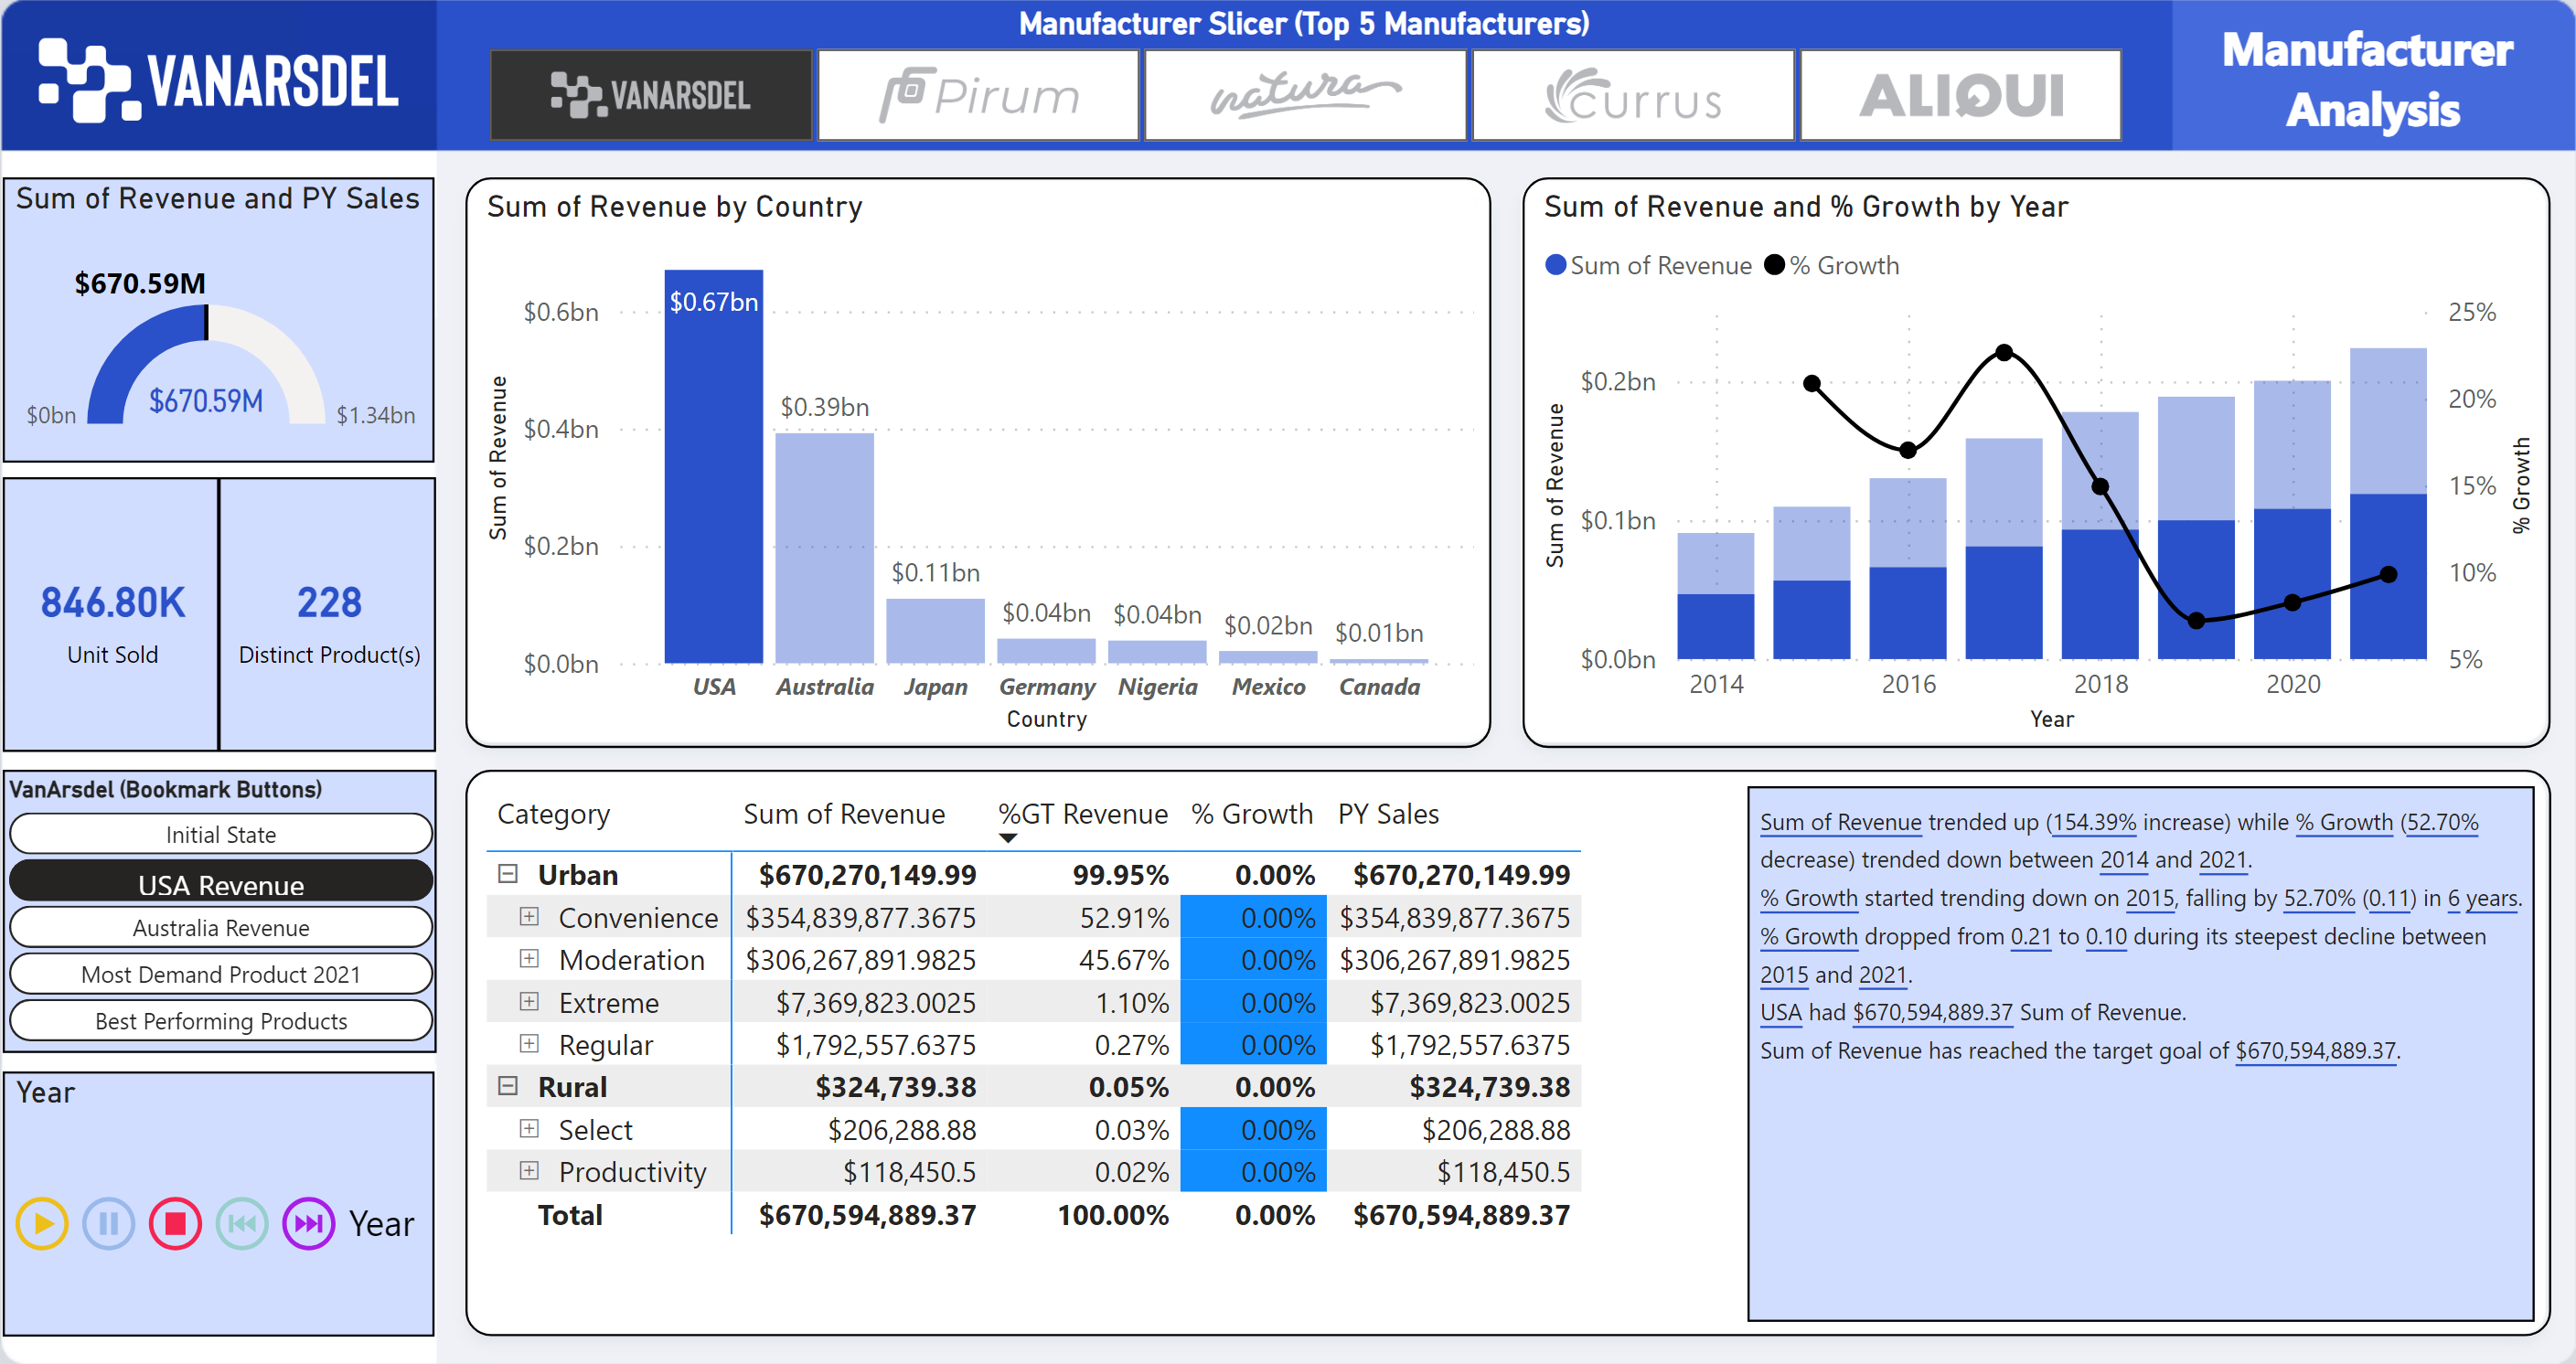 VANARSDEL
Manufacturer Slicer (Top 5 Manufacturers)
VANARSDEL
Pirum
natura
currus
ALIQUI
Manufacturer
Analysis
Sum of Revenue and PY Sales
$670.59M
$670.59M
$0bn
$1.34bn
846.80K
Unit Sold
228
Distinct Product(s)
VanArsdel (Bookmark Buttons)
Initial State
USA Revenue
Australia Revenue
Most Demand Product 2021
Best Performing Products
Year
Year
Sum of Revenue by Country
Sum of Revenue
$0.6bn
$0.4bn
$0.2bn
$0.0bn
$0.67bn
$0.39bn
$0.11bn
$0.04bn
$0.04bn
$0.02bn
$0.01bn
USA Australia Japan Germany Nigeria Mexico Canada
Country
Sum of Revenue and % Growth by Year
Sum of Revenue % Growth
Sum of Revenue
$0.2bn
$0.1bn
$0.0bn
25%
20%
15%
10%
5%
% Growth
2014 2016 2018 2020
Year
Category Sum of Revenue %GT Revenue % Growth PY Sales
Urban $670,270,149.99 99.95% 0.00% $670,270,149.99
Convenience $354,839,877.3675 52.91% 0.00% $354,839,877.3675
Moderation $306,267,891.9825 45.67% 0.00% $306,267,891.9825
Extreme $7,369,823.0025 1.10% 0.00% $7,369,823.0025
Regular $1,792,557.6375 0.27% 0.00% $1,792,557.6375
Rural $324,739.38 0.05% 0.00% $324,739.38
Select $206,288.88 0.03% 0.00% $206,288.88
Productivity $118,450.5 0.02% 0.00% $118,450.5
Total $670,594,889.37 100.00% 0.00% $670,594,889.37
Sum of Revenue trended up (154.39% increase) while % Growth (52.70%
decrease) trended down between 2014 and 2021.
% Growth started trending down on 2015, falling by 52.70% (0.11) in 6 years.
% Growth dropped from 0.21 to 0.10 during its steepest decline between
2015 and 2021.
USA had $670,594,889.37 Sum of Revenue.
Sum of Revenue has reached the target goal of $670,594,889.37.